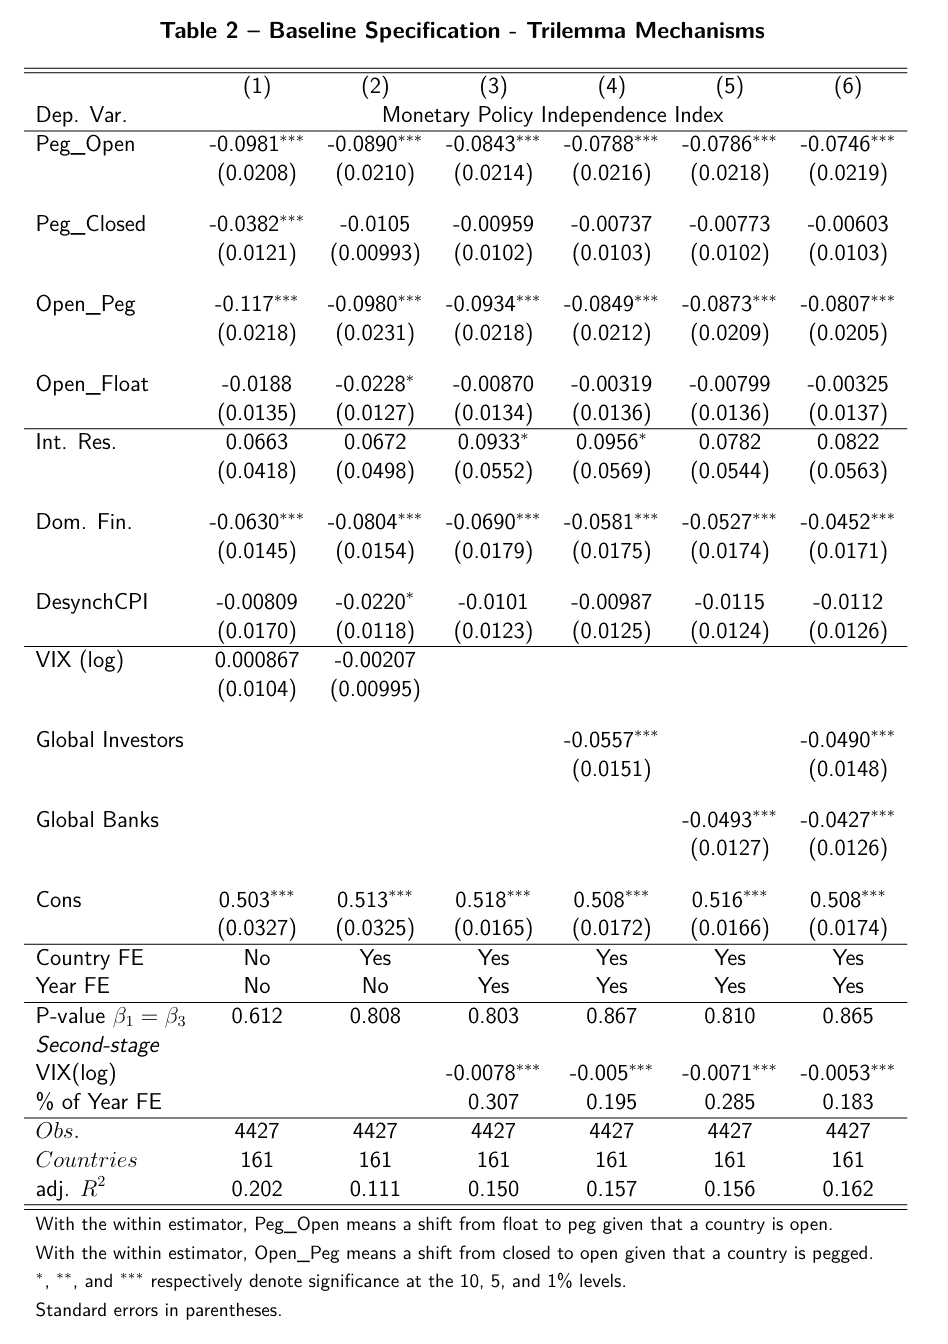 Table 2 – Baseline Specification - Trilemma Mechanisms
(1) (2) (3) (4) (5) (6)
Dep. Var. Monetary Policy Independence Index
Peg_Open -0.0981*** -0.0890*** -0.0843*** -0.0788*** -0.0786*** -0.0746***
(0.0208) (0.0210) (0.0214) (0.0216) (0.0218) (0.0219)
Peg_Closed -0.0382*** -0.0105 -0.00959 -0.00737 -0.00773 -0.00603
(0.0121) (0.00993) (0.0102) (0.0103) (0.0102) (0.0103)
Open_Peg -0.117*** -0.0980*** -0.0934*** -0.0849*** -0.0873*** -0.0807***
(0.0218) (0.0231) (0.0218) (0.0212) (0.0209) (0.0205)
Open_Float -0.0188 -0.0228* -0.00870 -0.00319 -0.00799 -0.00325
(0.0135) (0.0127) (0.0134) (0.0136) (0.0136) (0.0137)
Int. Res. 0.0663 0.0672 0.0933* 0.0956* 0.0782 0.0822
(0.0418) (0.0498) (0.0552) (0.0569) (0.0544) (0.0563)
Dom. Fin. -0.0630*** -0.0804*** -0.0690*** -0.0581*** -0.0527*** -0.0452***
(0.0145) (0.0154) (0.0179) (0.0175) (0.0174) (0.0171)
DesynchCPI -0.00809 -0.0220* -0.0101 -0.00987 -0.0115 -0.0112
(0.0170) (0.0118) (0.0123) (0.0125) (0.0124) (0.0126)
VIX (log) 0.000867 -0.00207
(0.0104) (0.00995)
Global Investors -0.0557*** -0.0490***
(0.0151) (0.0148)
Global Banks -0.0493*** -0.0427***
(0.0127) (0.0126)
Cons 0.503*** 0.513*** 0.518*** 0.508*** 0.516*** 0.508***
(0.0327) (0.0325) (0.0165) (0.0172) (0.0166) (0.0174)
Country FE No Yes Yes Yes Yes Yes
Year FE No No Yes Yes Yes Yes
P-value β₁ = β₃ 0.612 0.808 0.803 0.867 0.810 0.865
Second-stage
VIX(log) -0.0078*** -0.005*** -0.0071*** -0.0053***
% of Year FE 0.307 0.195 0.285 0.183
Obs. 4427 4427 4427 4427 4427 4427
Countries 161 161 161 161 161 161
adj. R² 0.202 0.111 0.150 0.157 0.156 0.162
With the within estimator, Peg_Open means a shift from float to peg given that a country is open.
With the within estimator, Open_Peg means a shift from closed to open given that a country is pegged.
*, **, and *** respectively denote significance at the 10, 5, and 1% levels.
Standard errors in parentheses.